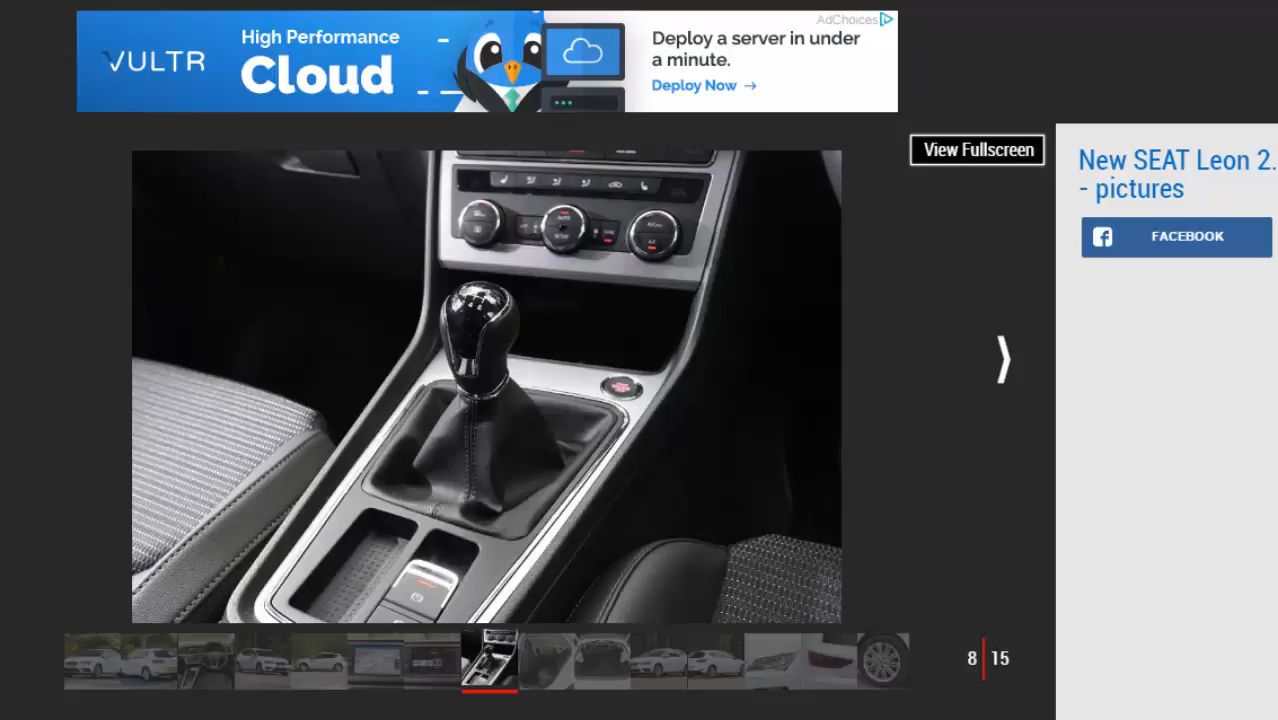 AdChoices
VULTR
High Performance
Cloud
Deploy a server in under
a minute.
Deploy Now →
View Fullscreen
New SEAT Leon 2.
- pictures
FACEBOOK
AUTO
A/C
8 15